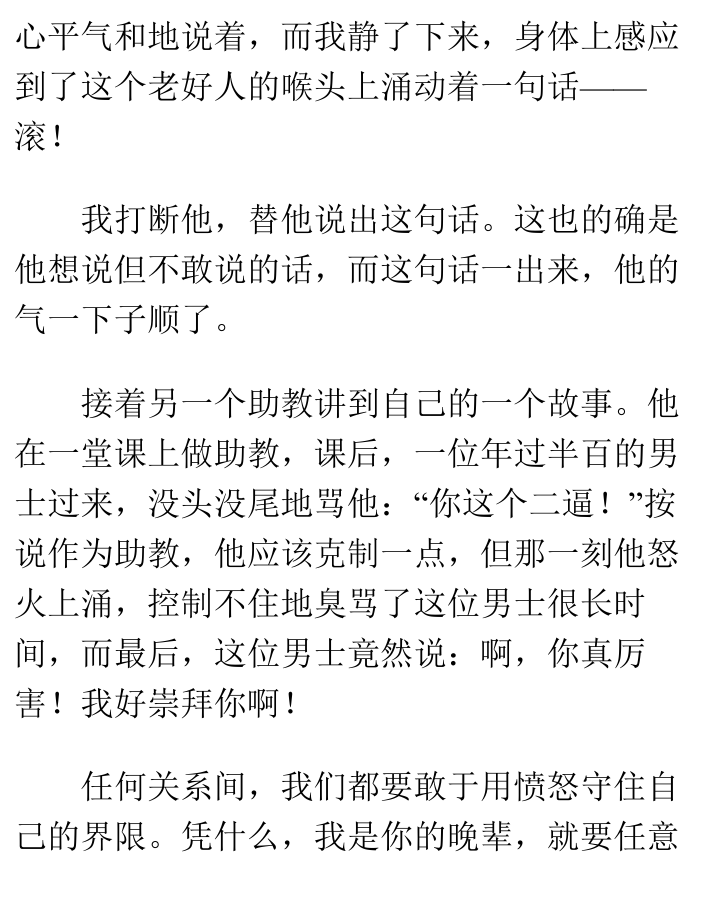 心平气和地说着，而我静了下来，身体上感应
到了这个老好人的喉头上涌动着一句话——
滚！
我打断他，替他说出这句话。这也的确是
他想说但不敢说的话，而这句话一出来，他的
气一下子顺了。
接着另一个助教讲到自己的一个故事。他
在一堂课上做助教，课后，一位年过半百的男
士过来，没头没尾地骂他：“你这个二逼！”按
说作为助教，他应该克制一点，但那一刻他怒
火上涌，控制不住地臭骂了这位男士很长时
间，而最后，这位男士竟然说：啊，你真厉
害！我好崇拜你啊！
任何关系间，我们都要敢于用愤怒守住自
己的界限。凭什么，我是你的晚辈，就要任意